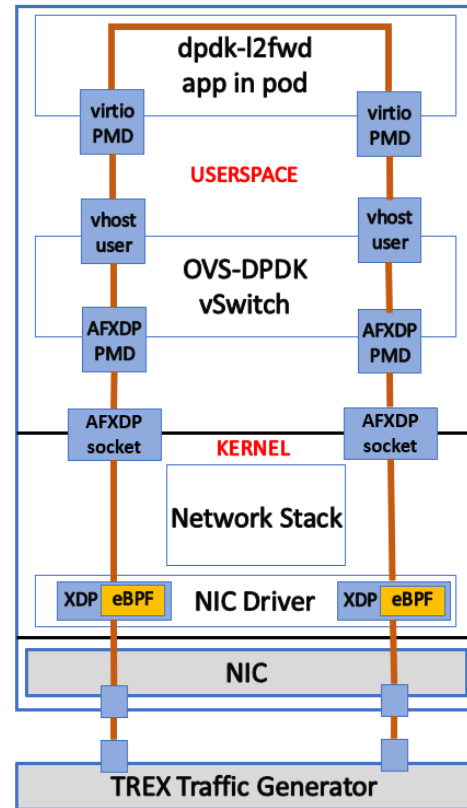 dpdk-l2fwd
app in pod
virtio
PMD
virtio
PMD
USERSPACE
vhost
user
vhost
user
OVS-DPDK
vSwitch
AFXDP
PMD
AFXDP
PMD
AFXDP
socket
AFXDP
socket
KERNEL
Network Stack
XDP eBPF
NIC Driver
XDP eBPF
NIC
TREX Traffic Generator